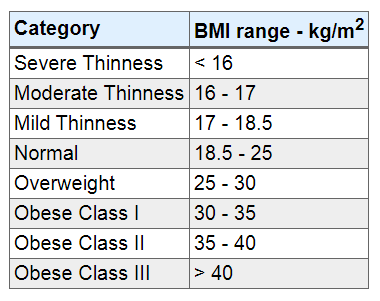 Category BMI range - kg/m2
Severe Thinness < 16
Moderate Thinness 16 - 17
Mild Thinness 17 - 18.5
Normal 18.5 - 25
Overweight 25 - 30
Obese Class I 30 - 35
Obese Class II 35 - 40
Obese Class III > 40